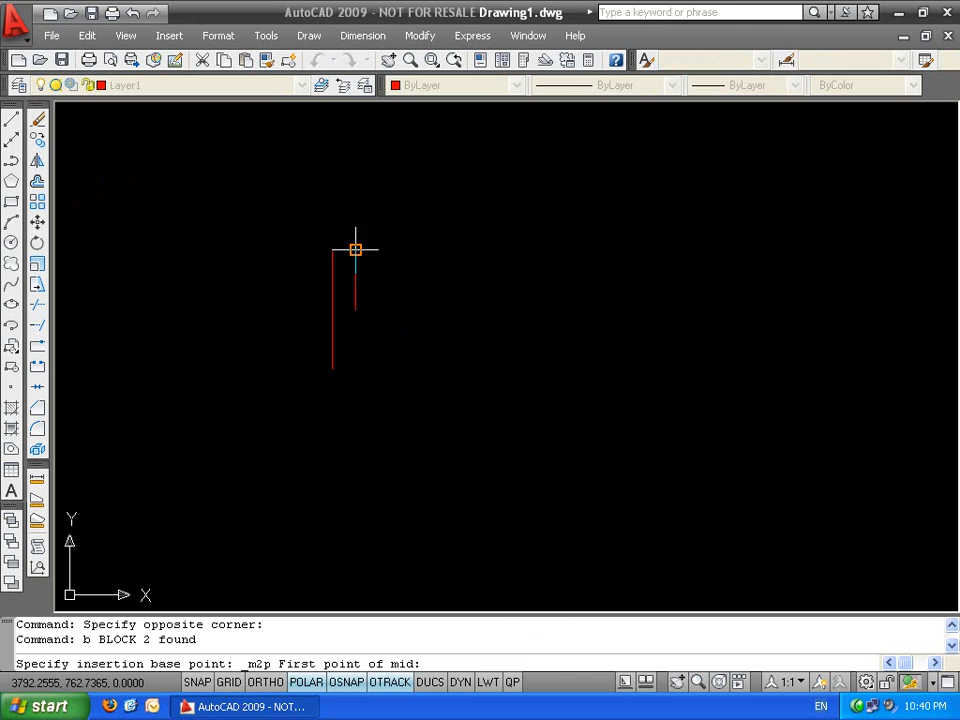 AutoCAD 2009 - NOT FOR RESALE Drawing1.dwg
Type a keyword or phrase
File Edit View Insert Format Tools Draw Dimension Modify Express Window Help
Layer1 ByLayer ByLayer ByLayer ByColor
A
Y
X
Command: Specify opposite corner:
Command: b BLOCK 2 found
Specify insertion base point: _m2p First point of mid:
3792.2555, 762.7365, 0.0000 SNAP GRID ORTHO POLAR OSNAP OTRACK DUCS DYN LWT QP 1:1
start AutoCAD 2009 - NOT... EN 10:40 PM